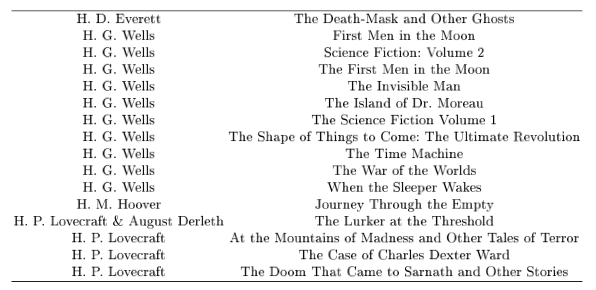 H. D. Everett The Death-Mask and Other Ghosts
H. G. Wells First Men in the Moon
H. G. Wells Science Fiction: Volume 2
H. G. Wells The First Men in the Moon
H. G. Wells The Invisible Man
H. G. Wells The Island of Dr. Moreau
H. G. Wells The Science Fiction Volume 1
H. G. Wells The Shape of Things to Come: The Ultimate Revolution
H. G. Wells The Time Machine
H. G. Wells The War of the Worlds
H. G. Wells When the Sleeper Wakes
H. M. Hoover Journey Through the Empty
H. P. Lovecraft & August Derleth The Lurker at the Threshold
H. P. Lovecraft At the Mountains of Madness and Other Tales of Terror
H. P. Lovecraft The Case of Charles Dexter Ward
H. P. Lovecraft The Doom That Came to Sarnath and Other Stories